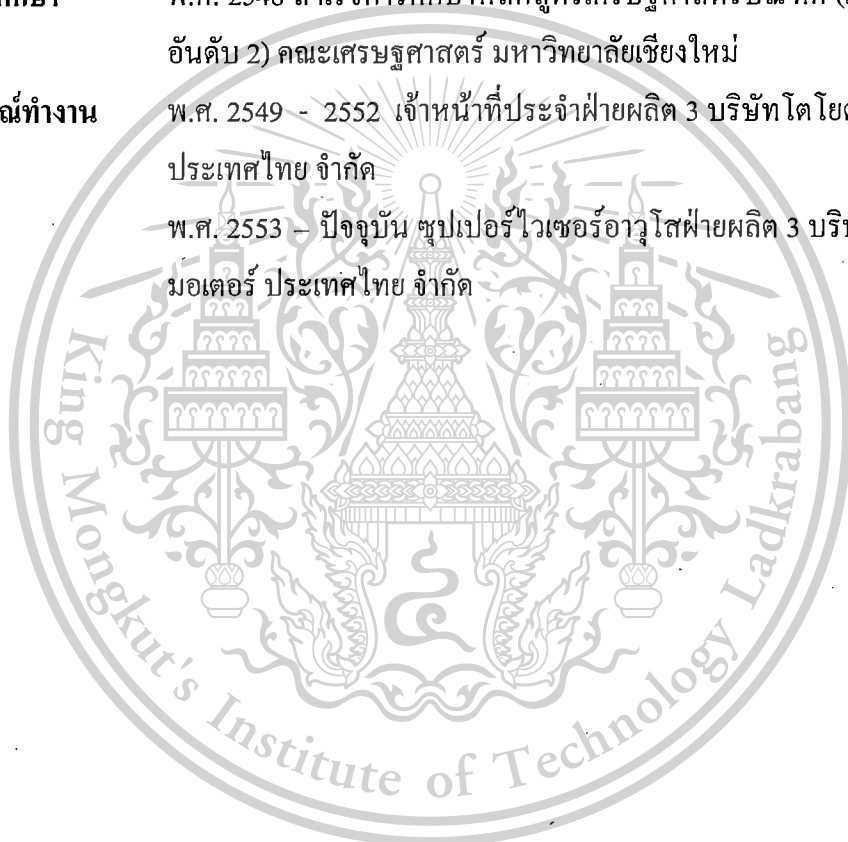 อันดับ 2) คณะเศรษฐศาสตร์ มหาวิทยาลัยเชียงใหม่
ณ์ทำงาน พ.ศ. 2549 - 2552 เจ้าหน้าที่ประจำฝ่ายผลิต 3 บริษัทโตโยต
ประเทศไทย จำกัด
พ.ศ. 2553 – ปัจจุบัน ซุปเปอร์ไวเซอร์อาวุโสฝ่ายผลิต 3 บริษ
มอเตอร์ ประเทศไทย จำกัด
King Mongkut's Institute of Technology Ladkrabang